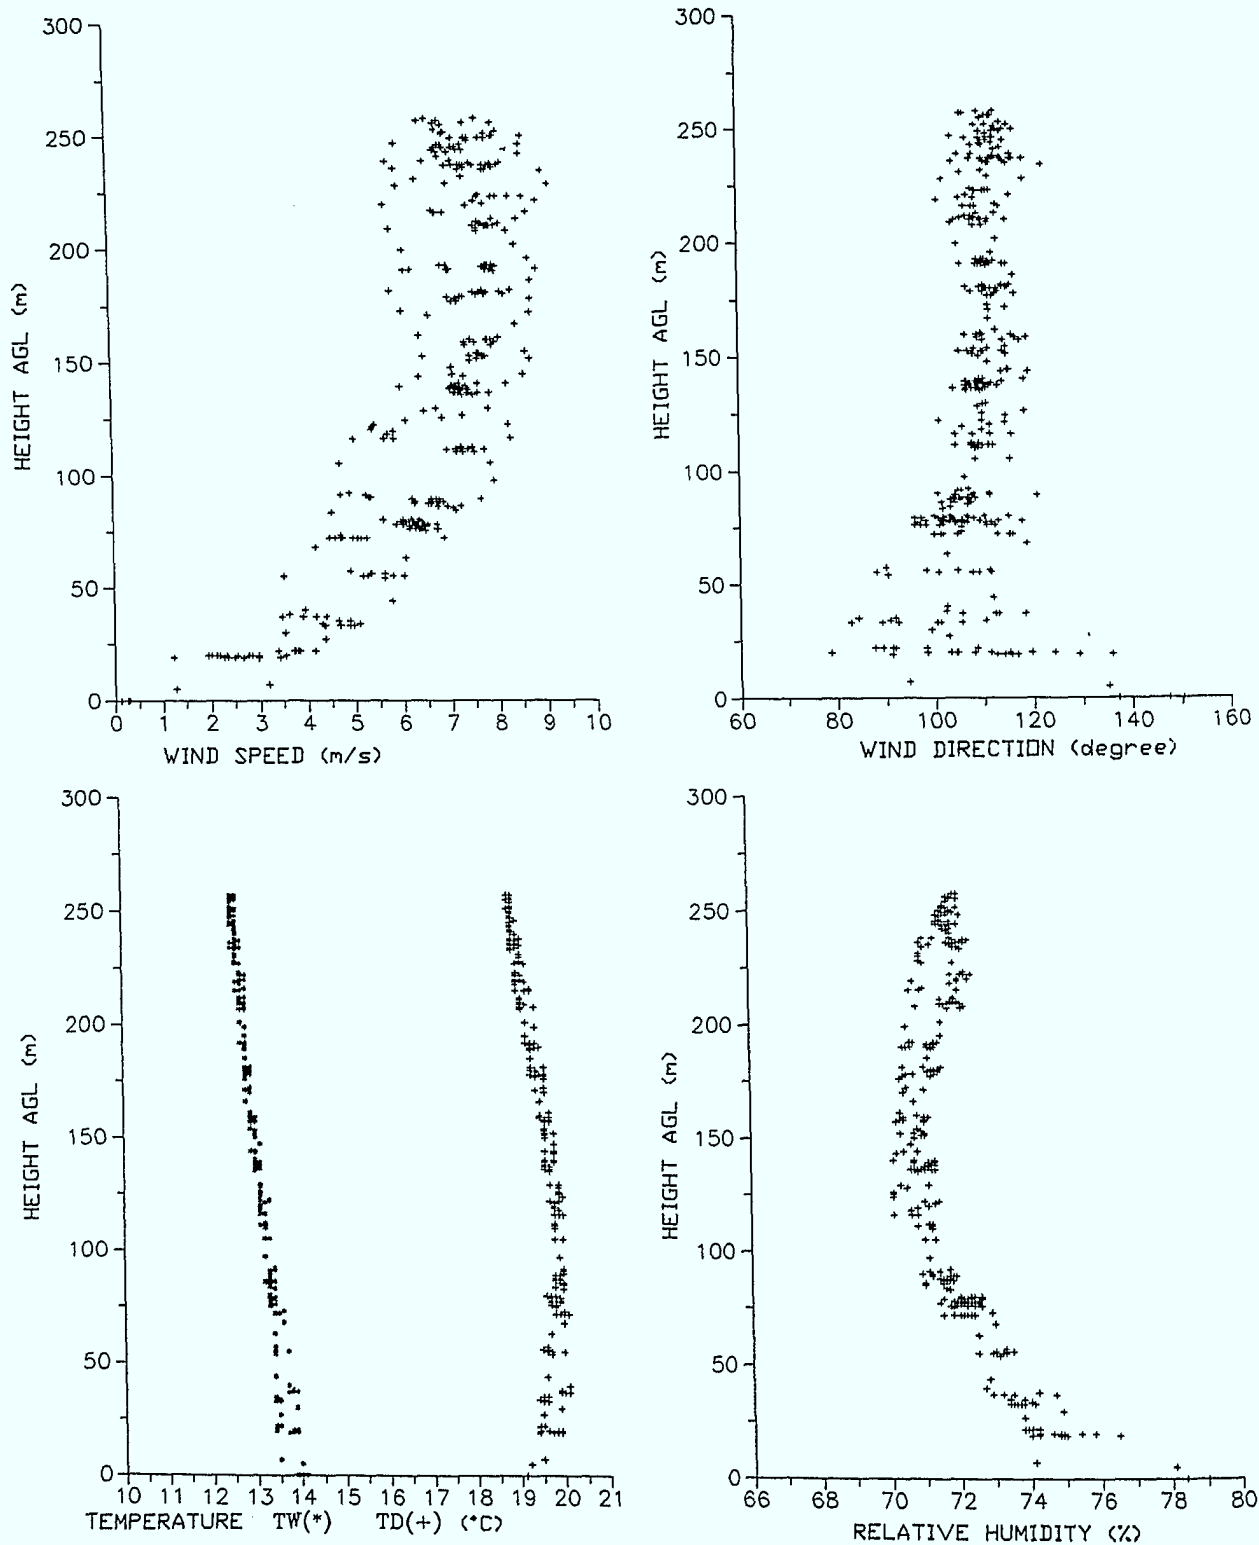 300
250
200
150
100
50
0
HEIGHT AGL (m)
0 1 2 3 4 5 6 7 8 9 10
WIND SPEED (m/s)
300
250
200
150
100
50
0
HEIGHT AGL (m)
60 80 100 120 140 160
WIND DIRECTION (degree)
300
250
200
150
100
50
0
HEIGHT AGL (m)
10 11 12 13 14 15 16 17 18 19 20 21
TEMPERATURE TW(*) TD(+) (°C)
300
250
200
150
100
50
0
HEIGHT AGL (m)
66 68 70 72 74 76 78 80
RELATIVE HUMIDITY (%)